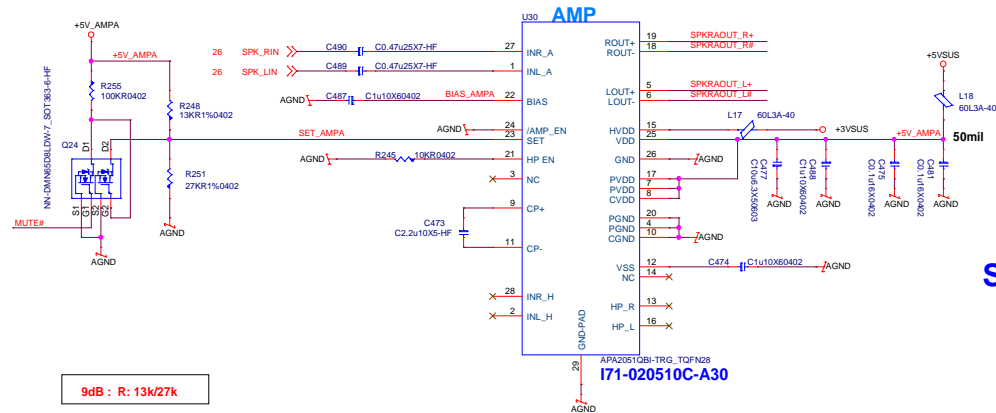 AMP
U30
+5V_AMPA
+5V_AMPA
R255
100KR0402
R248
13KR1%0402
NN-DMN65D8LDW-7_SOT363-6-HF
Q24
D1
D2
S1
G1
S2
G2
MUTE#
AGND
R251
27KR1%0402
AGND
26 SPK_RIN
C490 C0.47u25X7-HF
26 SPK_LIN
C489 C0.47u25X7-HF
AGND C487 C1u10X60402 BIAS_AMPA
AGND
SET_AMPA
AGND R245 10KR0402
C473
C2.2u10X5-HF
27 INR_A
1 INL_A
22 BIAS
24 /AMP_EN
23 SET
21 HP EN
3 NC
9 CP+
11 CP-
28 INR_H
2 INL_H
GND-PAD
29
AGND
ROUT+ 19 SPKRAOUT_R+
ROUT- 18 SPKRAOUT_R#
LOUT+ 5 SPKRAOUT_L+
LOUT- 6 SPKRAOUT_L#
HVDD 15
VDD 25
GND 26 AGND
PVDD 17
PVDD 7
CVDD 8
PGND 20
PGND 4
CGND 10 AGND
VSS 12 C474 C1u10X60402 AGND
NC 14
HP_R 13
HP_L 16
L17 60L3A-40
+3VSUS
+5V_AMPA
+5VSUS
L18
60L3A-40
50mil
C477
C10u6.3X50603
AGND
C488
C1u10X60402
AGND
C475
C0.1u16X0402
AGND
C481
C0.1u16X0402
AGND
APA2051QBI-TRG_TQFN28
I71-020510C-A30
9dB : R: 13k/27k
S